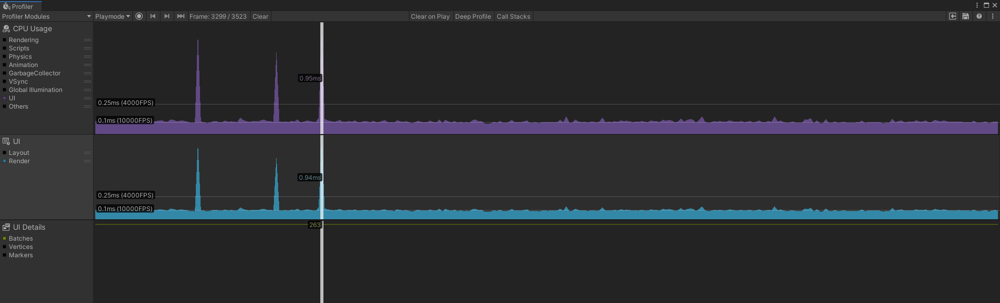 Profiler
Profiler Modules
Playmode
Frame: 3299 / 3523
Clear
Clear on Play
Deep Profile
Call Stacks
CPU Usage
Rendering
Scripts
Physics
Animation
GarbageCollector
VSync
Global Illumination
UI
Others
0.95ms
0.25ms (4000FPS)
0.1ms (10000FPS)
UI
Layout
Render
0.94ms
0.25ms (4000FPS)
0.1ms (10000FPS)
UI Details
Batches
Vertices
Markers
263